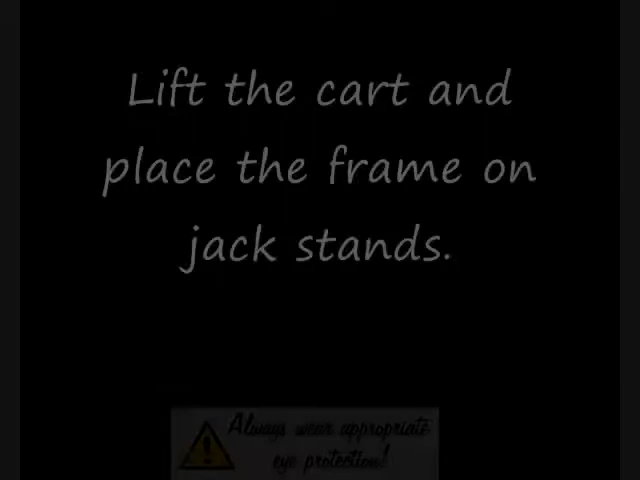 Lift the cart and
place the frame on
jack stands.
Always wear appropriate
eye protection!